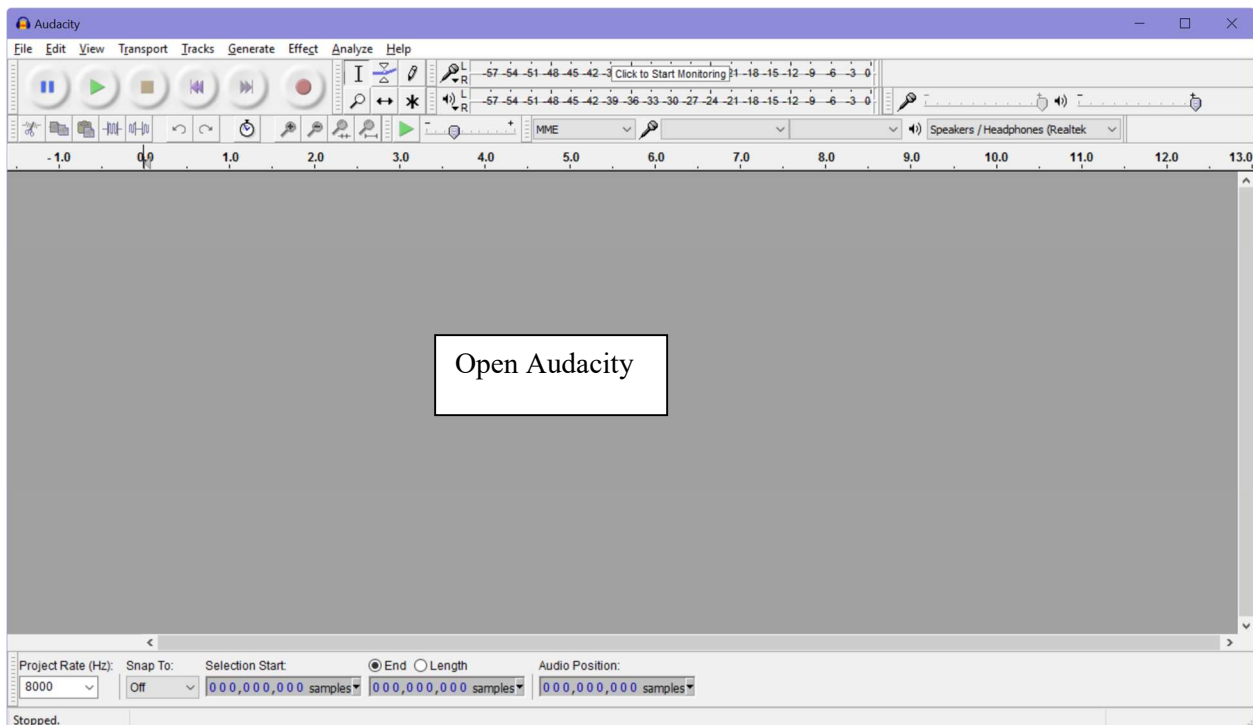 Audacity
File Edit View Transport Tracks Generate Effect Analyze Help
L R -57 -54 -51 -48 -45 -42 Click to Start Monitoring -18 -15 -12 -9 -6 -3 0
L R -57 -54 -51 -48 -45 -42 -39 -36 -33 -30 -27 -24 -21 -18 -15 -12 -9 -6 -3 0
- + MME Speakers / Headphones (Realtek
- 1.0 0.0 1.0 2.0 3.0 4.0 5.0 6.0 7.0 8.0 9.0 10.0 11.0 12.0 13.0
Open Audacity
Project Rate (Hz): Snap To: Selection Start: End Length Audio Position:
8000 Off 000,000,000 samples 000,000,000 samples 000,000,000 samples
Stopped.